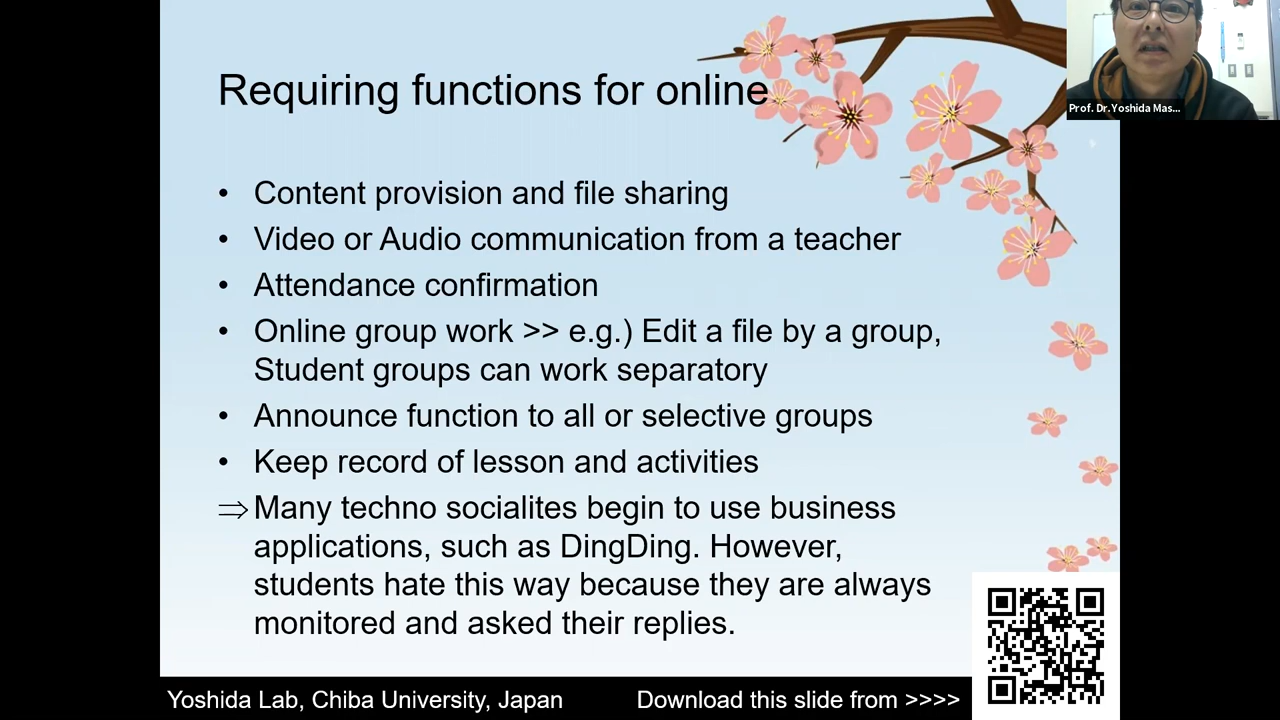 Prof. Dr.Yoshida Mas...
Requiring functions for online
• Content provision and file sharing
• Video or Audio communication from a teacher
• Attendance confirmation
• Online group work >> e.g.) Edit a file by a group,
Student groups can work separatory
• Announce function to all or selective groups
• Keep record of lesson and activities
⇒ Many techno socialites begin to use business
applications, such as DingDing. However,
students hate this way because they are always
monitored and asked their replies.
Yoshida Lab, Chiba University, Japan
Download this slide from >>>>